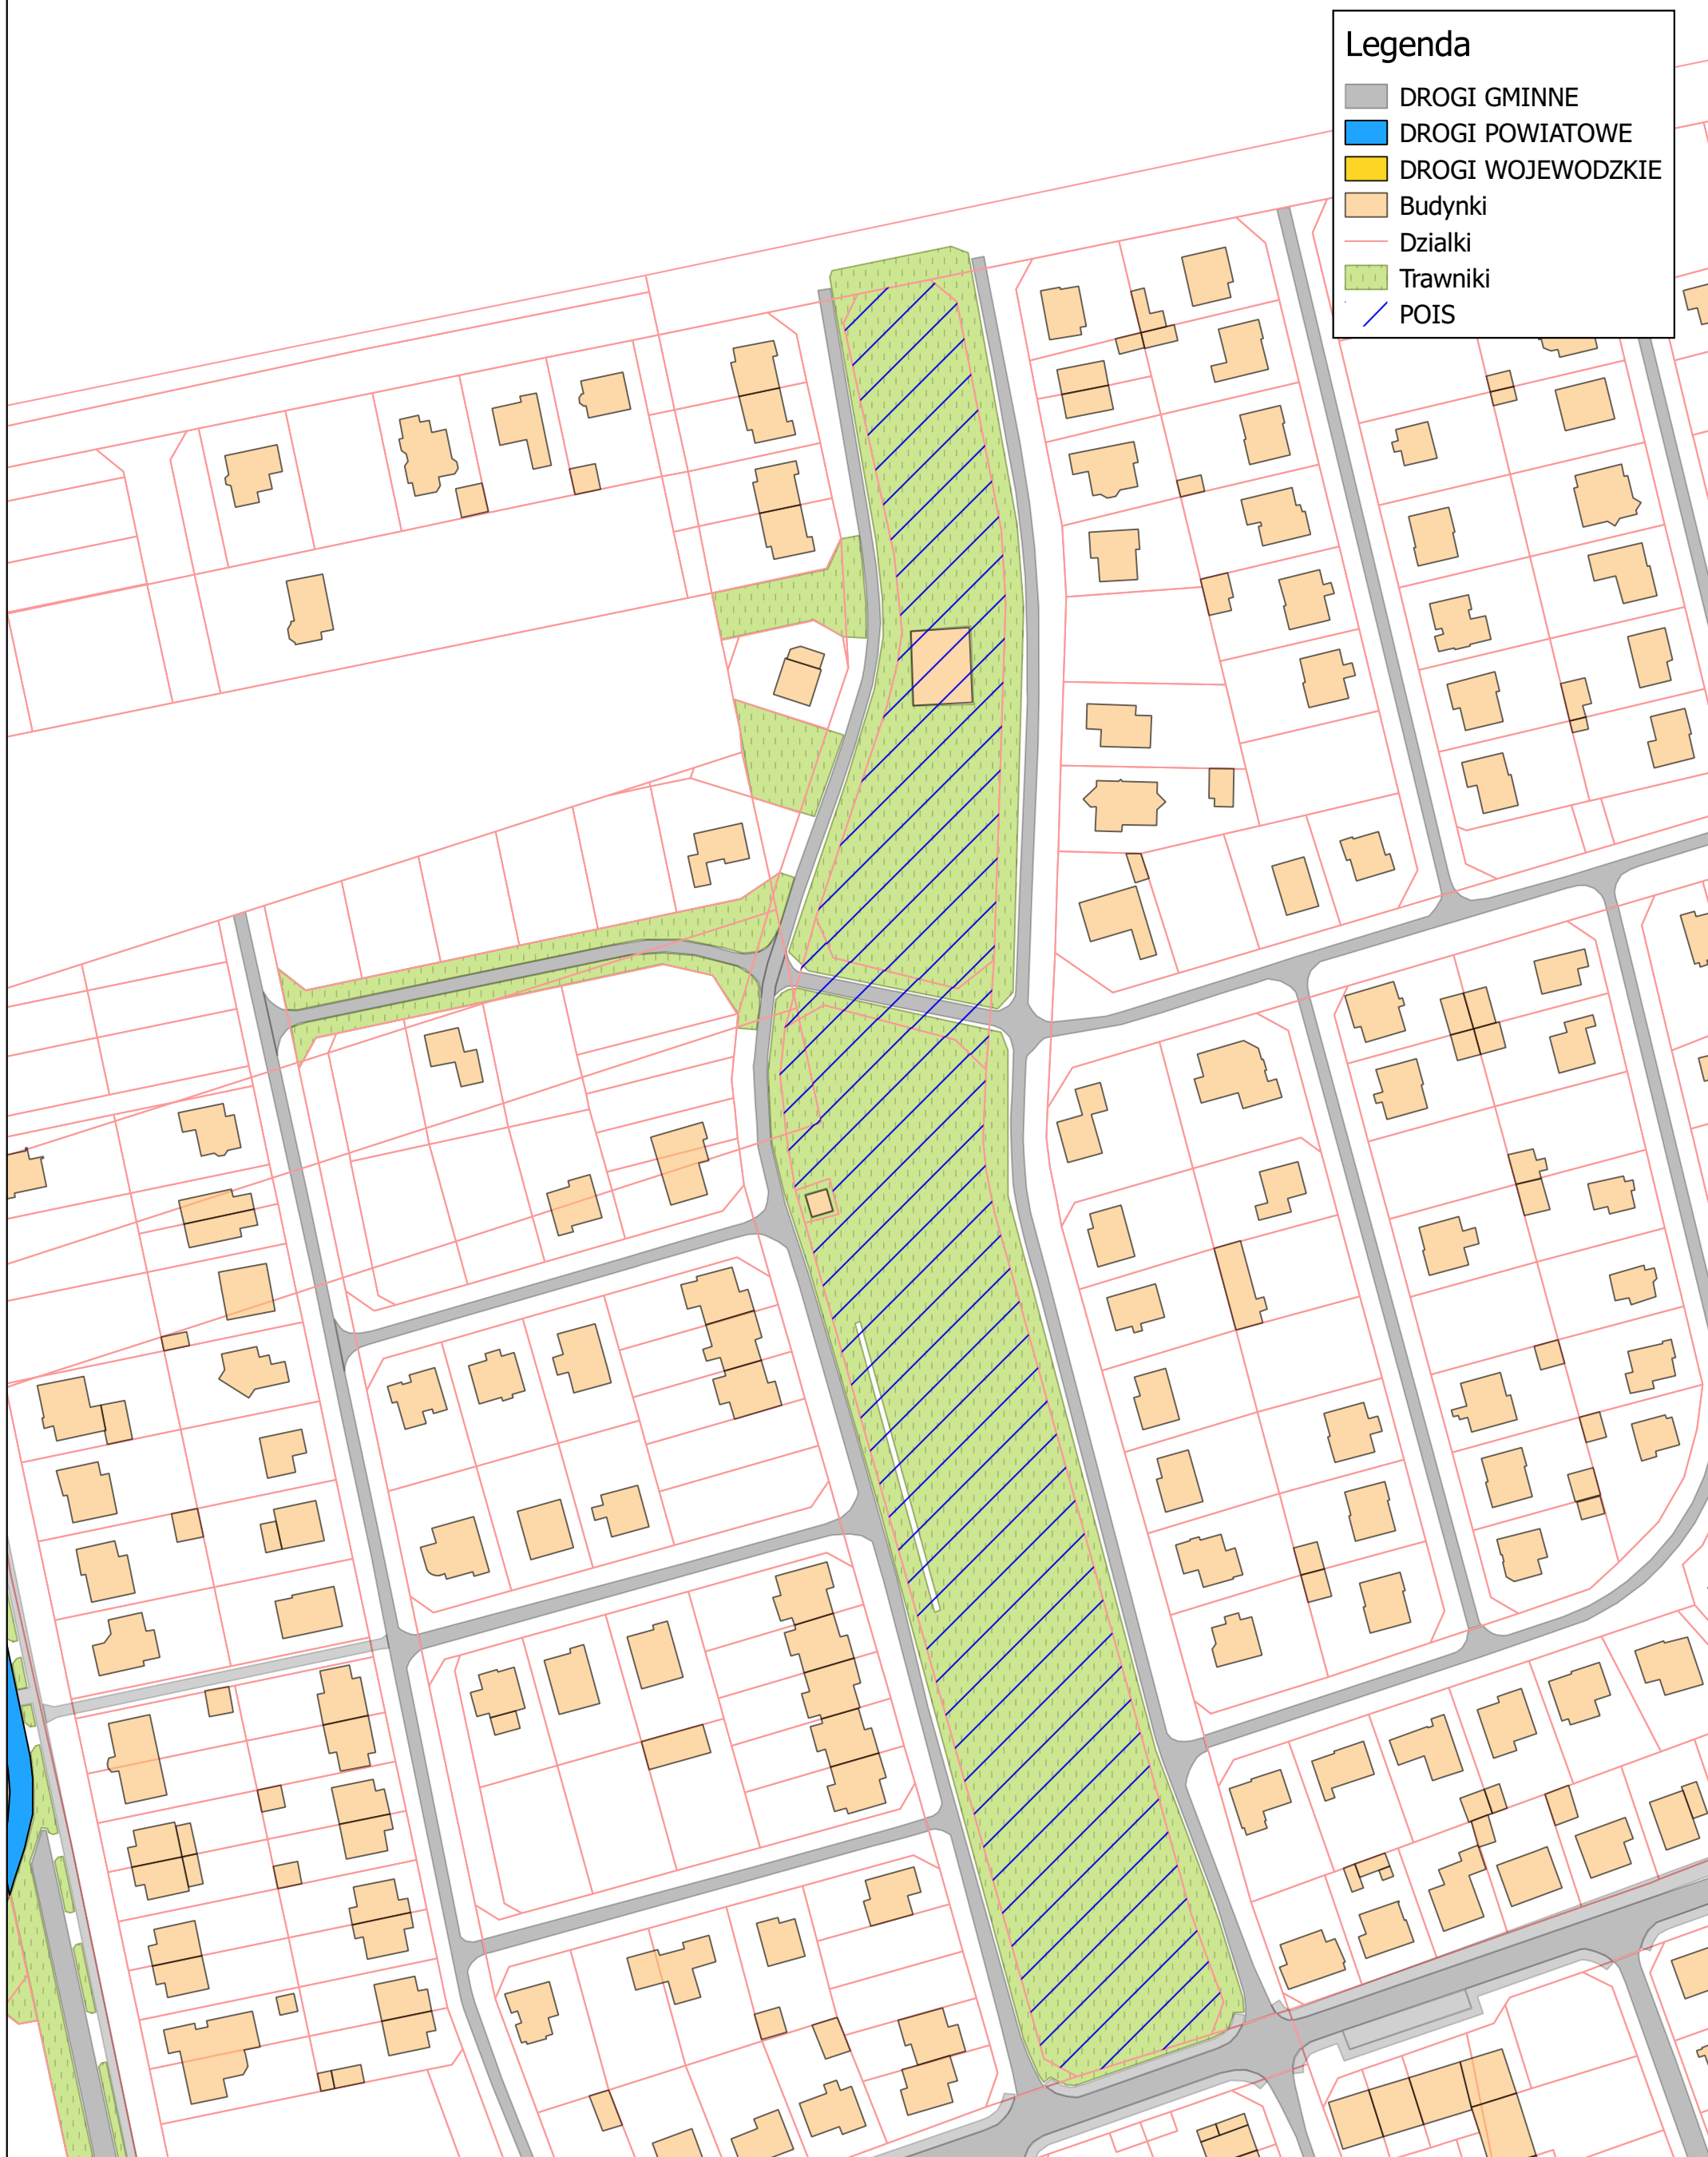 Legenda
DROGI GMINNE
DROGI POWIATOWE
DROGI WOJEWODZKIE
Budynki
Dzialki
Trawniki
POIS